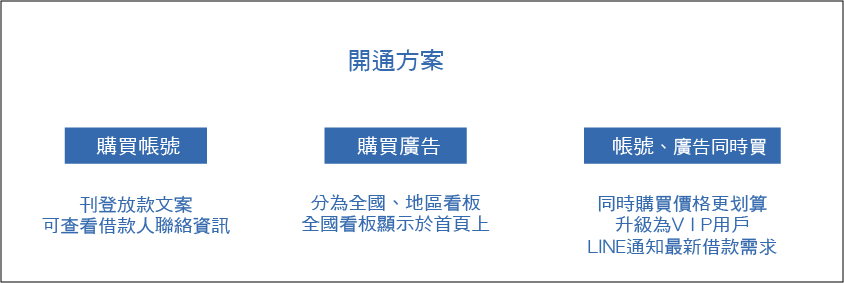 開通方案
購買帳號
購買廣告
帳號、廣告同時買
刊登放款文案
可查看借款人聯絡資訊
分為全國、地區看板
全國看板顯示於首頁上
同時購買價格更划算
升級為VIP用戶
LINE通知最新借款需求